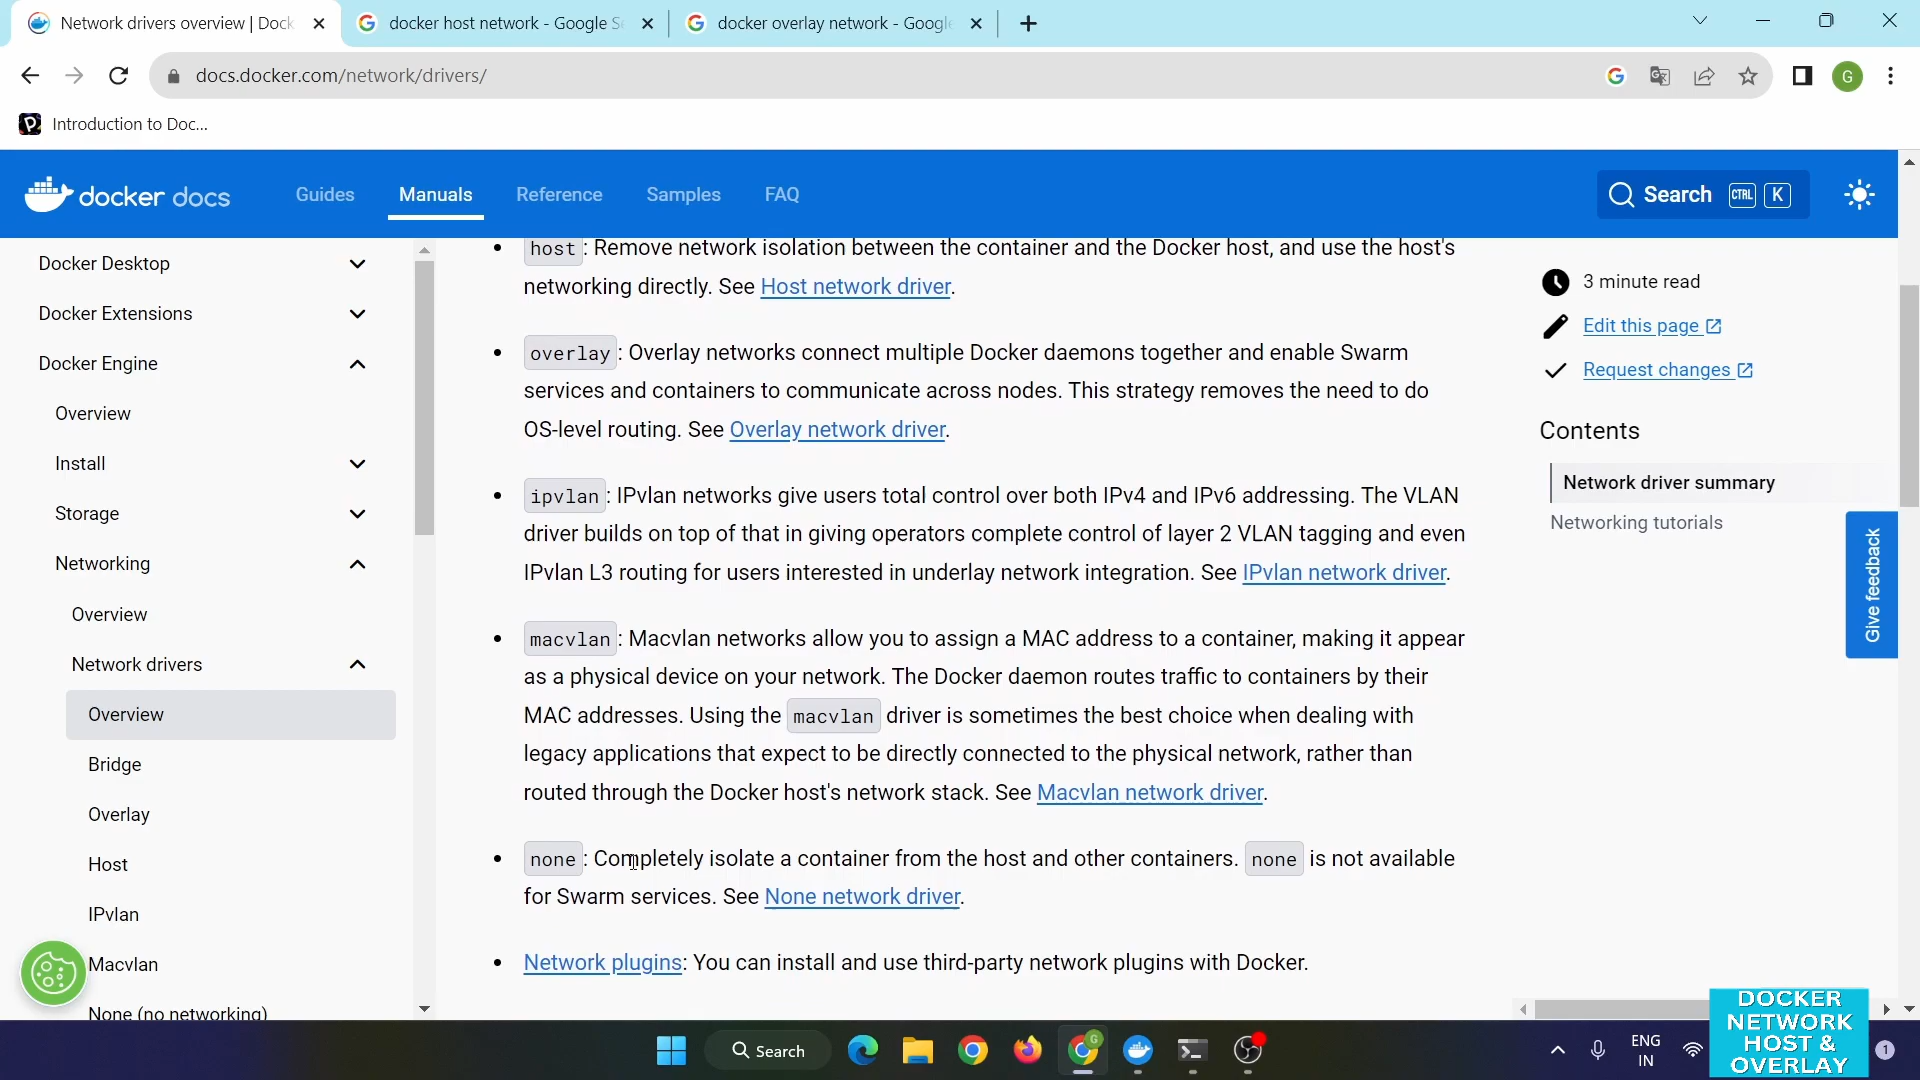 Network drivers overview | Dock
docker host network - Google Se
docker overlay network - Google
docs.docker.com/network/drivers/
G
Introduction to Doc...
docker docs
Guides
Manuals
Reference
Samples
FAQ
Search CTRL K
Docker Desktop
Docker Extensions
Docker Engine
Overview
Install
Storage
Networking
Overview
Network drivers
Overview
Bridge
Overlay
Host
IPvlan
Macvlan
None (no networking)
host: Remove network isolation between the container and the Docker host, and use the host's
networking directly. See Host network driver.
overlay: Overlay networks connect multiple Docker daemons together and enable Swarm
services and containers to communicate across nodes. This strategy removes the need to do
OS-level routing. See Overlay network driver.
ipvlan: IPvlan networks give users total control over both IPv4 and IPv6 addressing. The VLAN
driver builds on top of that in giving operators complete control of layer 2 VLAN tagging and even
IPvlan L3 routing for users interested in underlay network integration. See IPvlan network driver.
macvlan: Macvlan networks allow you to assign a MAC address to a container, making it appear
as a physical device on your network. The Docker daemon routes traffic to containers by their
MAC addresses. Using the macvlan driver is sometimes the best choice when dealing with
legacy applications that expect to be directly connected to the physical network, rather than
routed through the Docker host's network stack. See Macvlan network driver.
none: Completely isolate a container from the host and other containers. none is not available
for Swarm services. See None network driver.
Network plugins: You can install and use third-party network plugins with Docker.
3 minute read
Edit this page
Request changes
Contents
Network driver summary
Networking tutorials
Give feedback
Search
ENG
IN
DOCKER
NETWORK
HOST &
OVERLAY
1